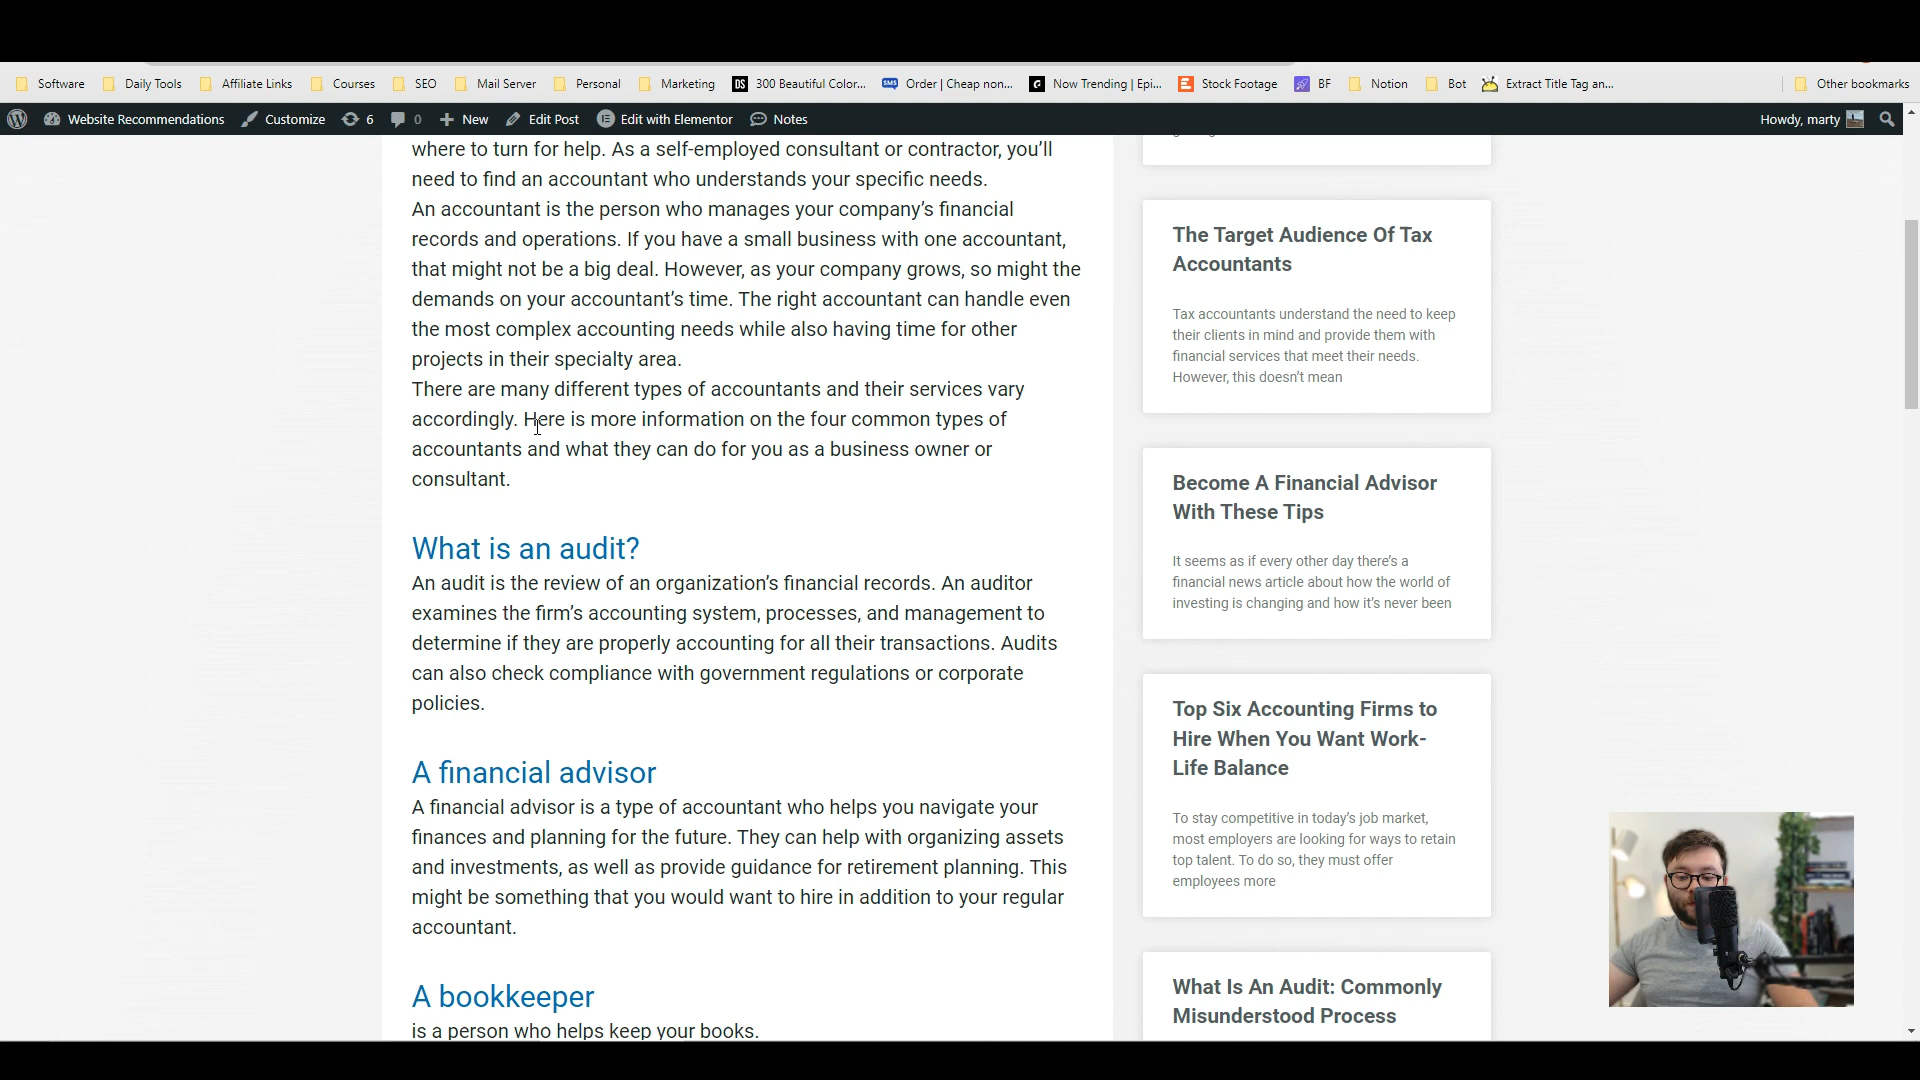 Software
Daily Tools
Affiliate Links
Courses
SEO
Mail Server
Personal
Marketing
DS 300 Beautiful Color...
SMS Order | Cheap non...
Now Trending | Epi...
Stock Footage
BF
Notion
Bot
Extract Title Tag an...
Other bookmarks
Website Recommendations
Customize
6
0
New
Edit Post
Edit with Elementor
Notes
Howdy, marty
where to turn for help. As a self-employed consultant or contractor, you’ll
need to find an accountant who understands your specific needs.
An accountant is the person who manages your company’s financial
records and operations. If you have a small business with one accountant,
that might not be a big deal. However, as your company grows, so might the
demands on your accountant’s time. The right accountant can handle even
the most complex accounting needs while also having time for other
projects in their specialty area.
There are many different types of accountants and their services vary
accordingly. Here is more information on the four common types of
accountants and what they can do for you as a business owner or
consultant.
What is an audit?
An audit is the review of an organization’s financial records. An auditor
examines the firm’s accounting system, processes, and management to
determine if they are properly accounting for all their transactions. Audits
can also check compliance with government regulations or corporate
policies.
A financial advisor
A financial advisor is a type of accountant who helps you navigate your
finances and planning for the future. They can help with organizing assets
and investments, as well as provide guidance for retirement planning. This
might be something that you would want to hire in addition to your regular
accountant.
A bookkeeper
is a person who helps keep your books.
The Target Audience Of Tax
Accountants
Tax accountants understand the need to keep
their clients in mind and provide them with
financial services that meet their needs.
However, this doesn’t mean
Become A Financial Advisor
With These Tips
It seems as if every other day there’s a
financial news article about how the world of
investing is changing and how it’s never been
Top Six Accounting Firms to
Hire When You Want Work-
Life Balance
To stay competitive in today’s job market,
most employers are looking for ways to retain
top talent. To do so, they must offer
employees more
What Is An Audit: Commonly
Misunderstood Process